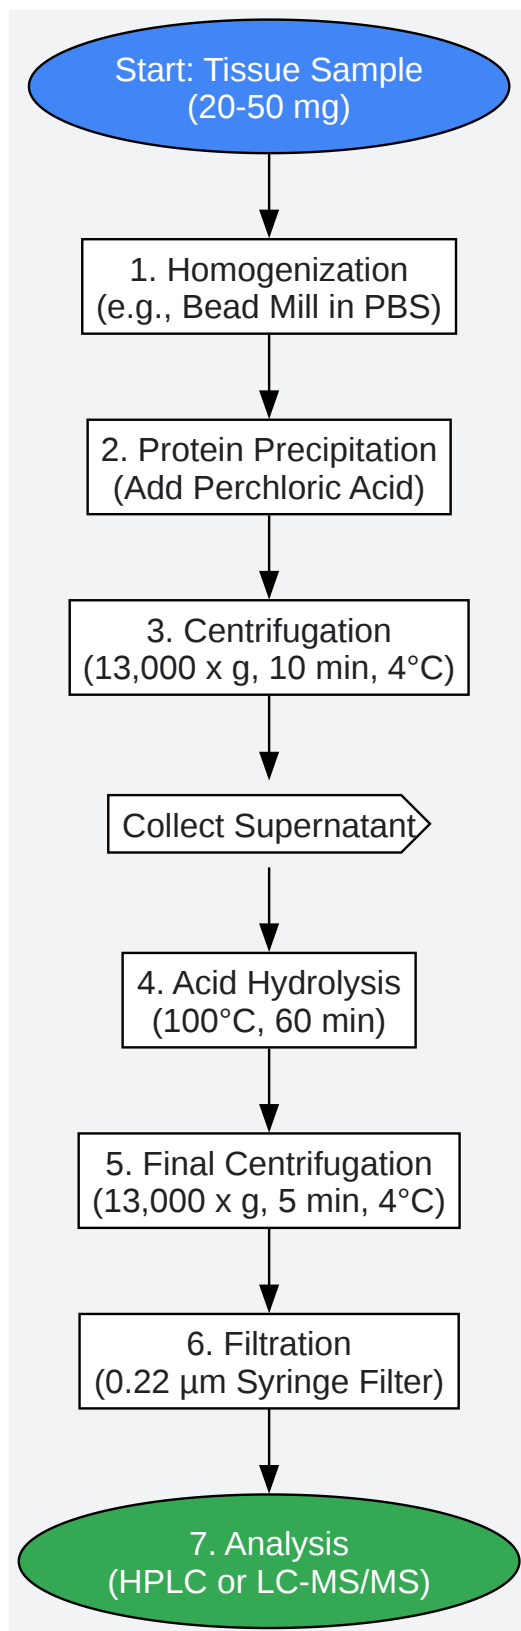 Start: Tissue Sample
(20-50 mg)
1. Homogenization
(e.g., Bead Mill in PBS)
2. Protein Precipitation
(Add Perchloric Acid)
3. Centrifugation
(13,000 x g, 10 min, 4°C)
Collect Supernatant
4. Acid Hydrolysis
(100°C, 60 min)
5. Final Centrifugation
(13,000 x g, 5 min, 4°C)
6. Filtration
(0.22 µm Syringe Filter)
7. Analysis
(HPLC or LC-MS/MS)